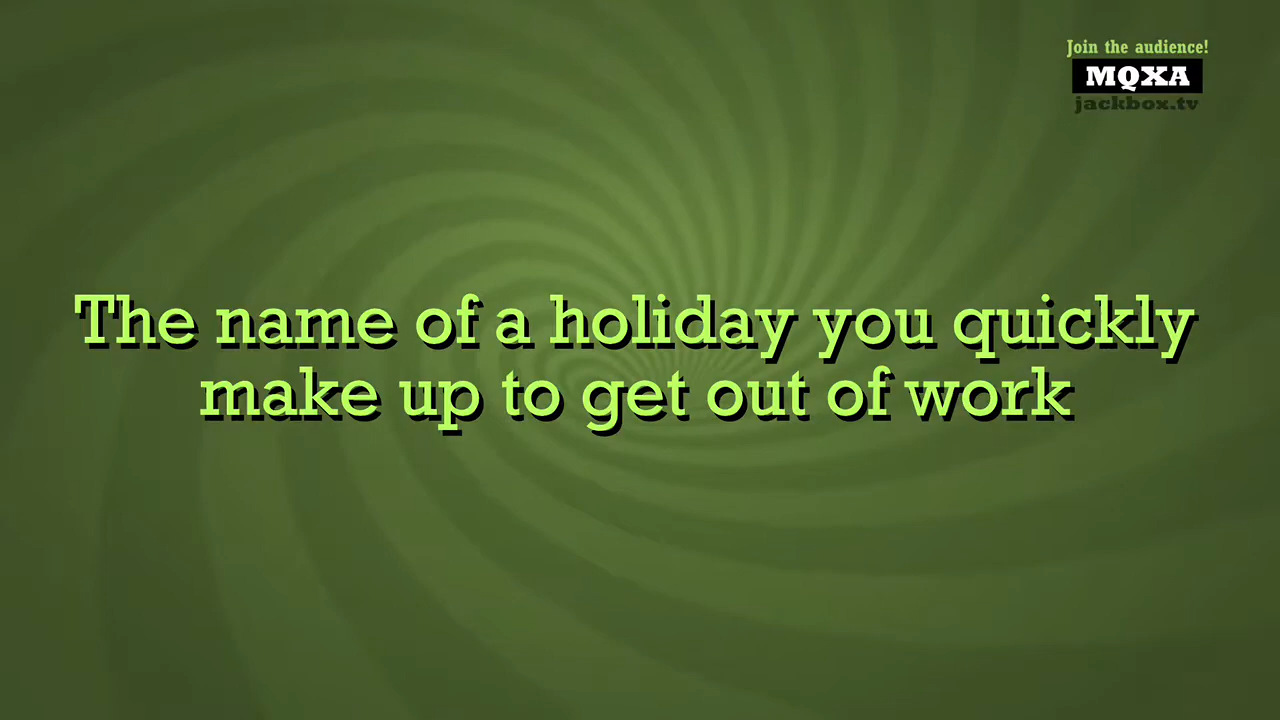 Join the audience!
MQXA
jackbox.tv
The name of a holiday you quickly
make up to get out of work